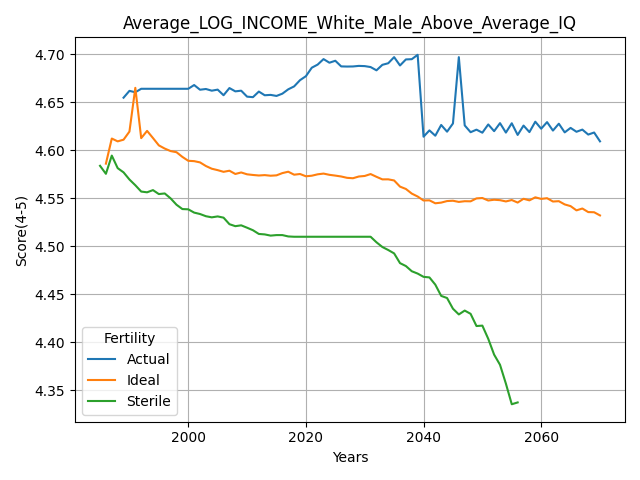 Average_LOG_INCOME_White_Male_Above_Average_IQ
4.70
4.65
4.60
4.55
4.50
4.45
4.40
4.35
Score(4-5)
Fertility
Actual
Ideal
Sterile
2000
2020
2040
2060
Years